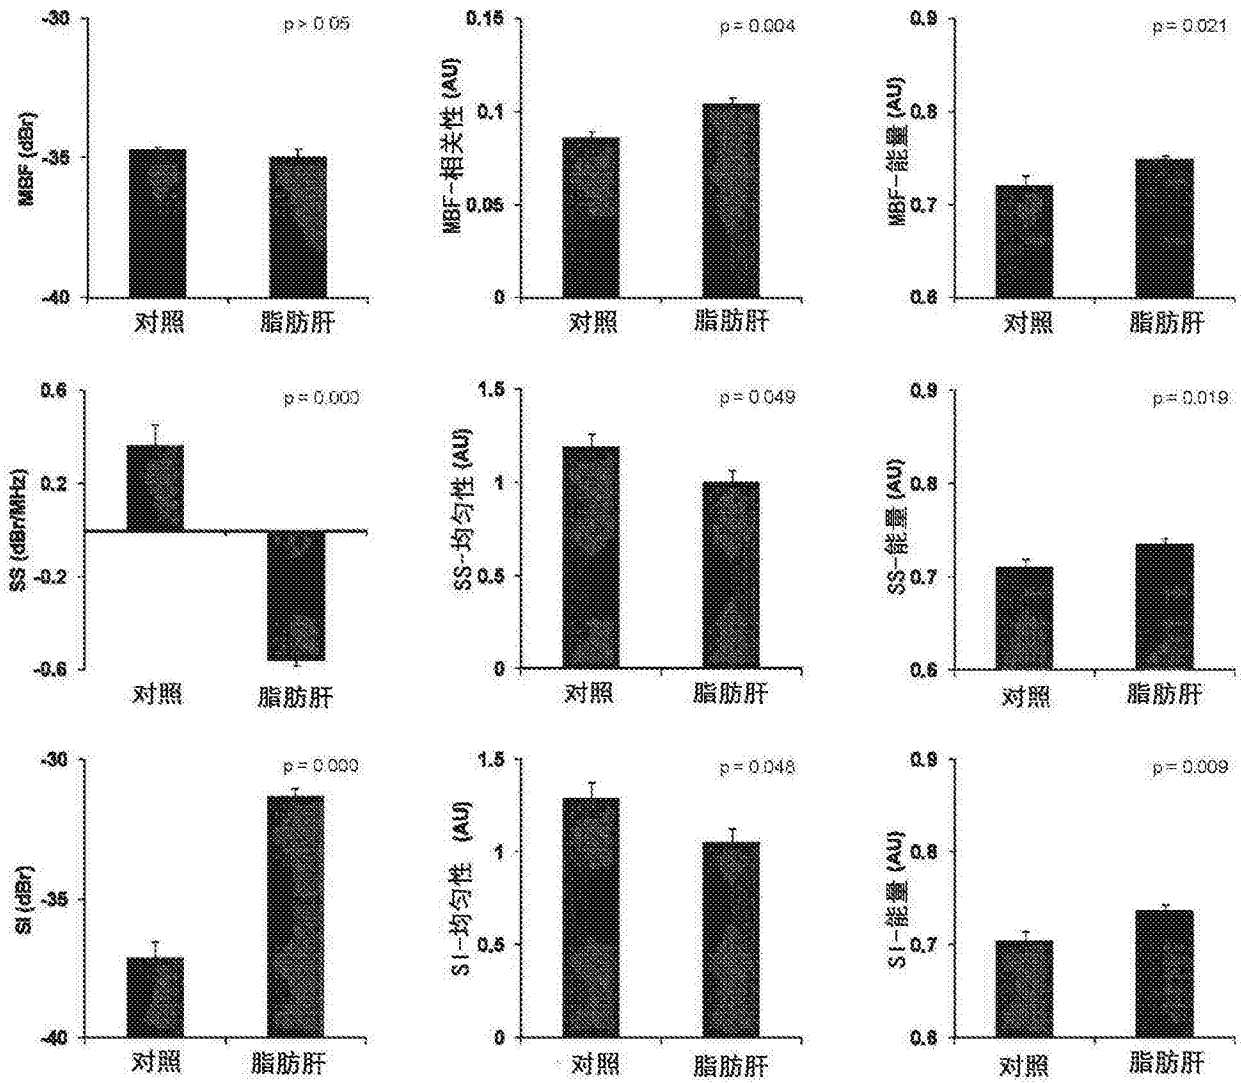 MBF (dBr)
-30
-35
-40
p > 0.05
对照
脂肪肝
MBF-相关性 (AU)
0.15
0.1
0.05
0
p = 0.004
对照
脂肪肝
MBF-能量 (AU)
0.9
0.8
0.7
0.6
p = 0.021
对照
脂肪肝
SS (dBr/MHz)
0.6
0.2
-0.2
-0.6
p = 0.000
对照
脂肪肝
SS-均匀性 (AU)
1.5
1
0.5
0
p = 0.049
对照
脂肪肝
SS-能量 (AU)
0.9
0.8
0.7
0.6
p = 0.019
对照
脂肪肝
SI (dBr)
-30
-35
-40
p = 0.000
对照
脂肪肝
SI-均匀性 (AU)
1.5
1
0.5
0
p = 0.048
对照
脂肪肝
SI-能量 (AU)
0.9
0.8
0.7
0.6
p = 0.009
对照
脂肪肝